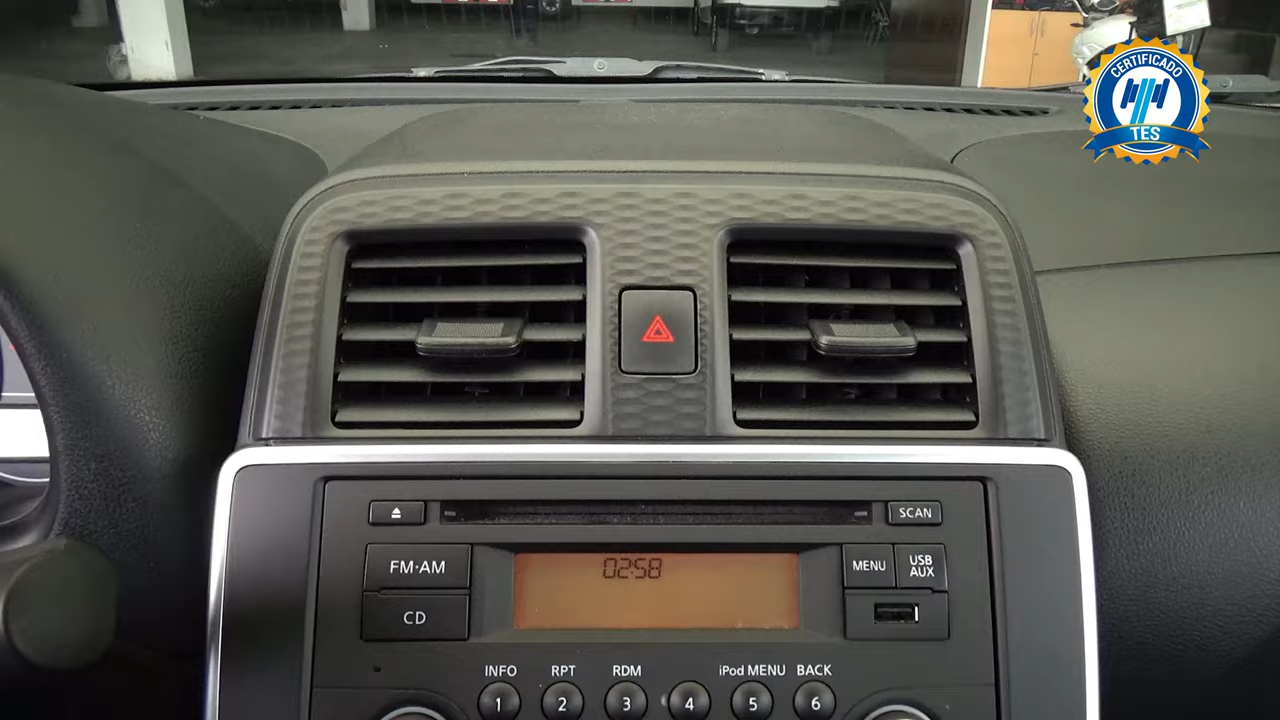 CERTIFICADO
TES
SCAN
FM·AM
02:58
MENU
USB
AUX
CD
INFO
RPT
RDM
iPod MENU
BACK
1
2
3
4
5
6